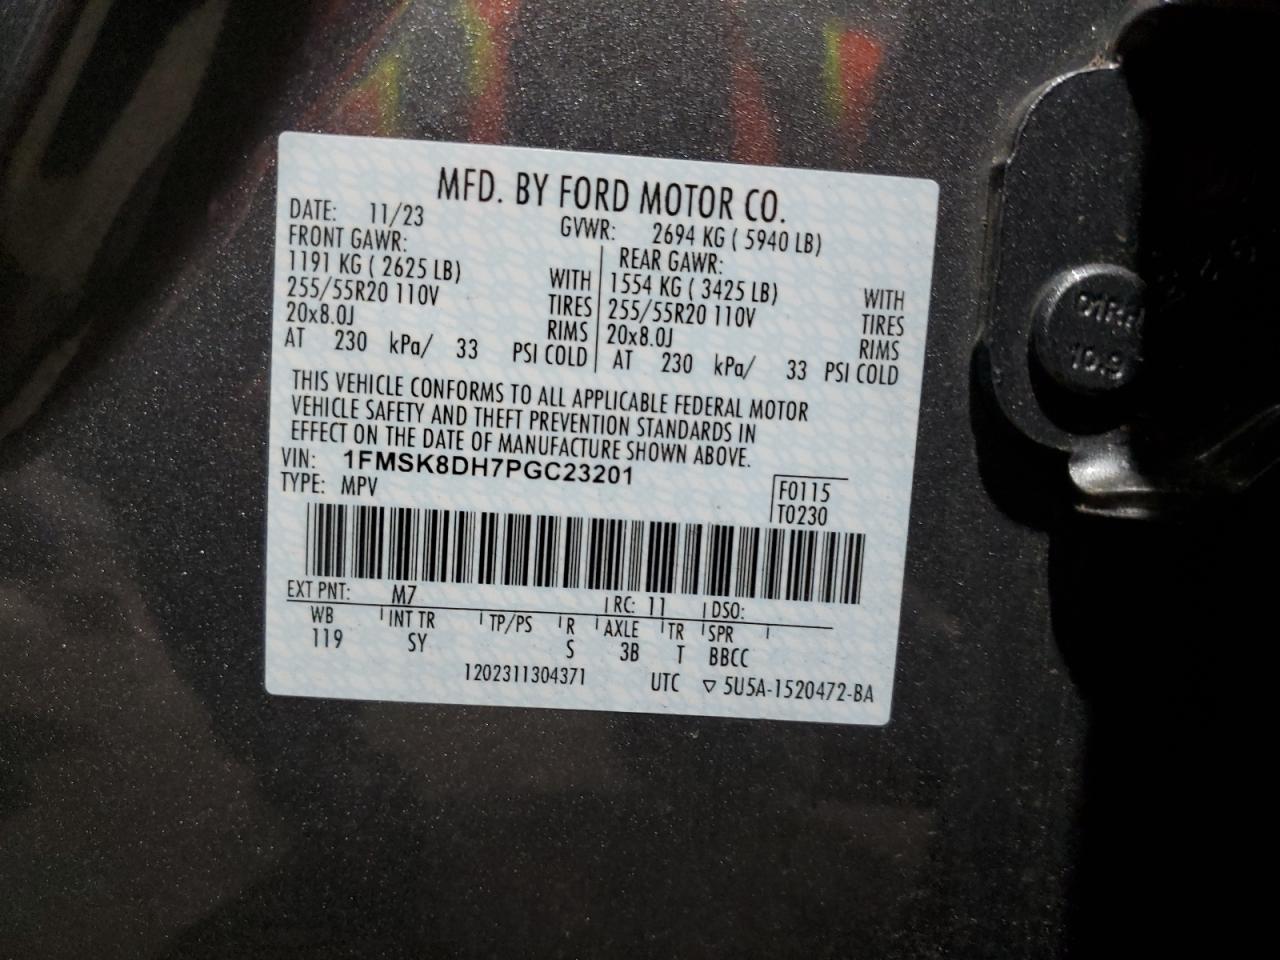 MFD. BY FORD MOTOR CO.
DATE: 11/23 GVWR: 2694 KG ( 5940 LB)
FRONT GAWR: REAR GAWR:
1191 KG ( 2625 LB) WITH 1554 KG ( 3425 LB) WITH
255/55R20 110V TIRES 255/55R20 110V TIRES
20x8.0J RIMS 20x8.0J RIMS
AT 230 kPa/ 33 PSI COLD AT 230 kPa/ 33 PSI COLD
THIS VEHICLE CONFORMS TO ALL APPLICABLE FEDERAL MOTOR
VEHICLE SAFETY AND THEFT PREVENTION STANDARDS IN
EFFECT ON THE DATE OF MANUFACTURE SHOWN ABOVE.
VIN: 1FMSK8DH7PGC23201
TYPE: MPV
F0115
T0230
EXT PNT: M7 RC: 11 DSO:
WB INT TR TP/PS R AXLE TR SPR
119 SY S 3B T BBCC
1202311304371 UTC ▽ 5U5A-1520472-BA
10.9